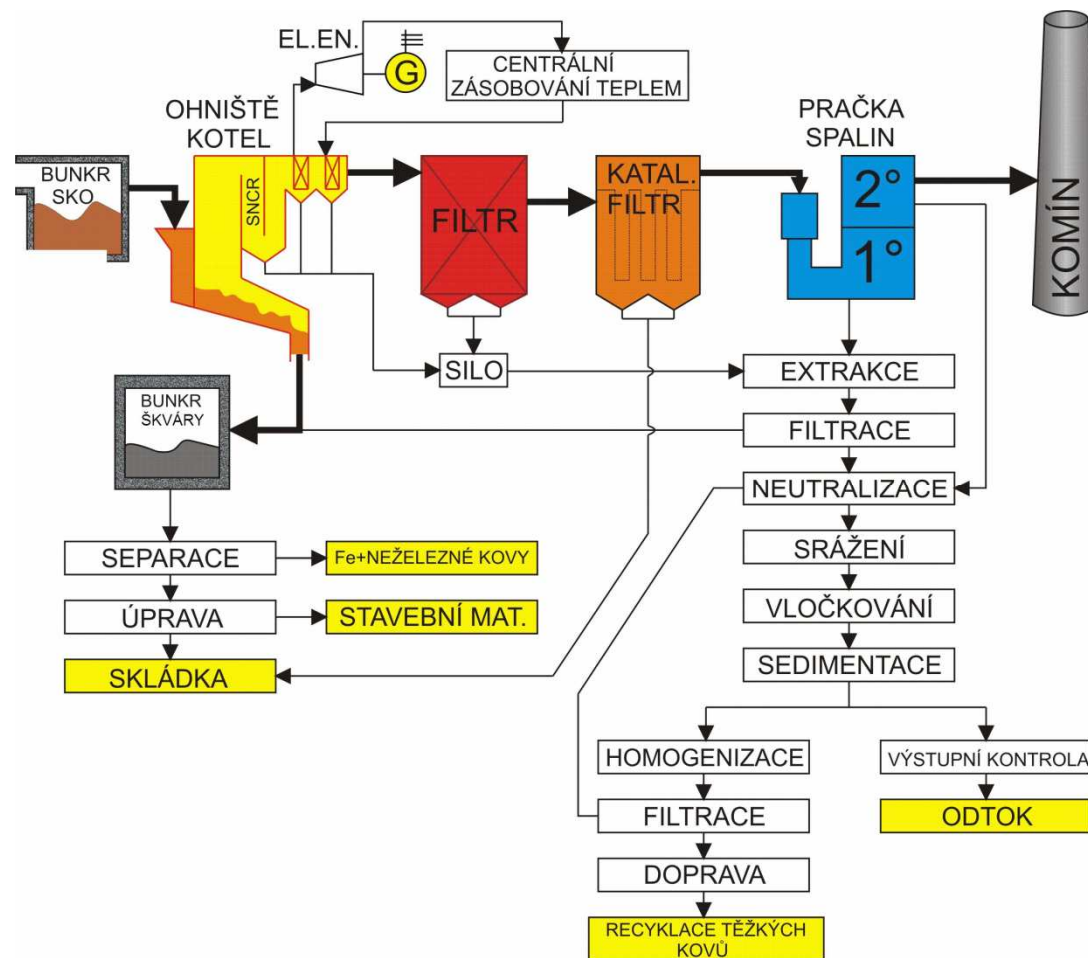 EL.EN.
G
CENTRÁLNÍ
ZÁSOBOVÁNÍ TEPLEM
OHNIŠTĚ
KOTEL
PRAČKA
SPALIN
BUNKR
SKO
SNCR
FILTR
KATAL.
FILTR
2°
1°
KOMÍN
SILO
EXTRAKCE
BUNKR
ŠKVÁRY
FILTRACE
NEUTRALIZACE
SEPARACE
Fe+NEŽELEZNÉ KOVY
SRÁŽENÍ
ÚPRAVA
STAVEBNÍ MAT.
VLOČKOVÁNÍ
SKLÁDKA
SEDIMENTACE
HOMOGENIZACE
VÝSTUPNÍ KONTROLA
FILTRACE
ODTOK
DOPRAVA
RECYKLACE TĚŽKÝCH
KOVŮ